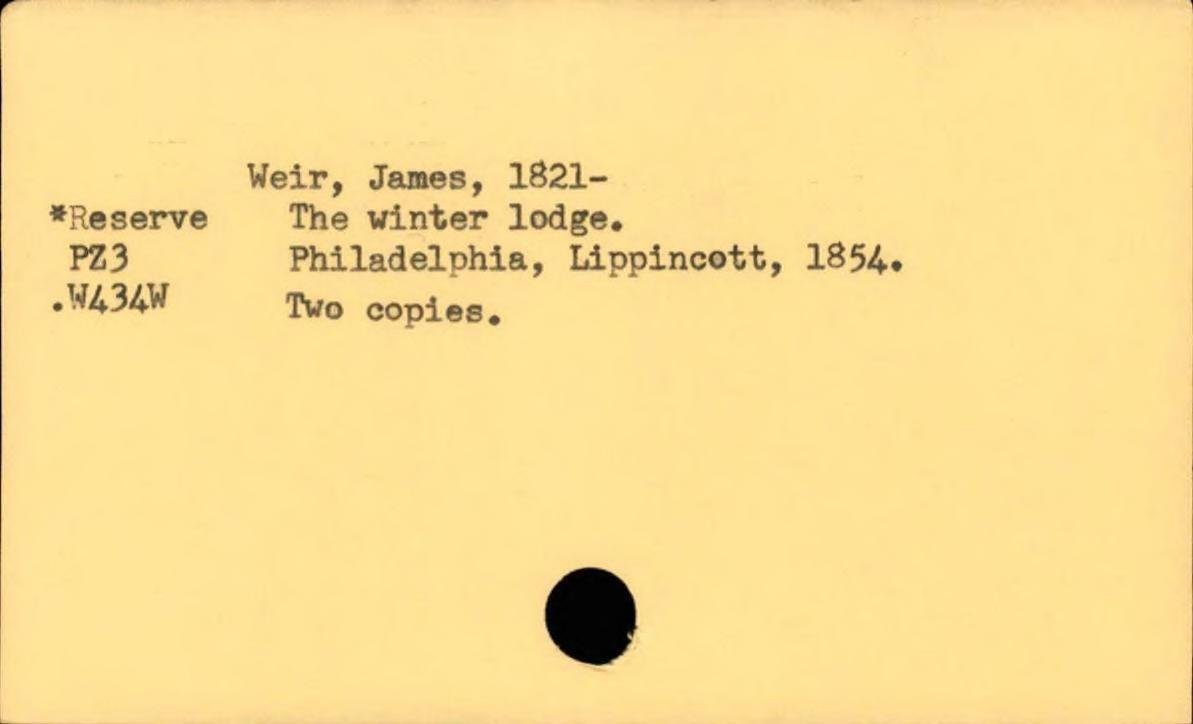 Weir, James, 1821-
*Reserve The winter lodge.
PZ3 Philadelphia, Lippincott, 1854.
.W434W Two copies.